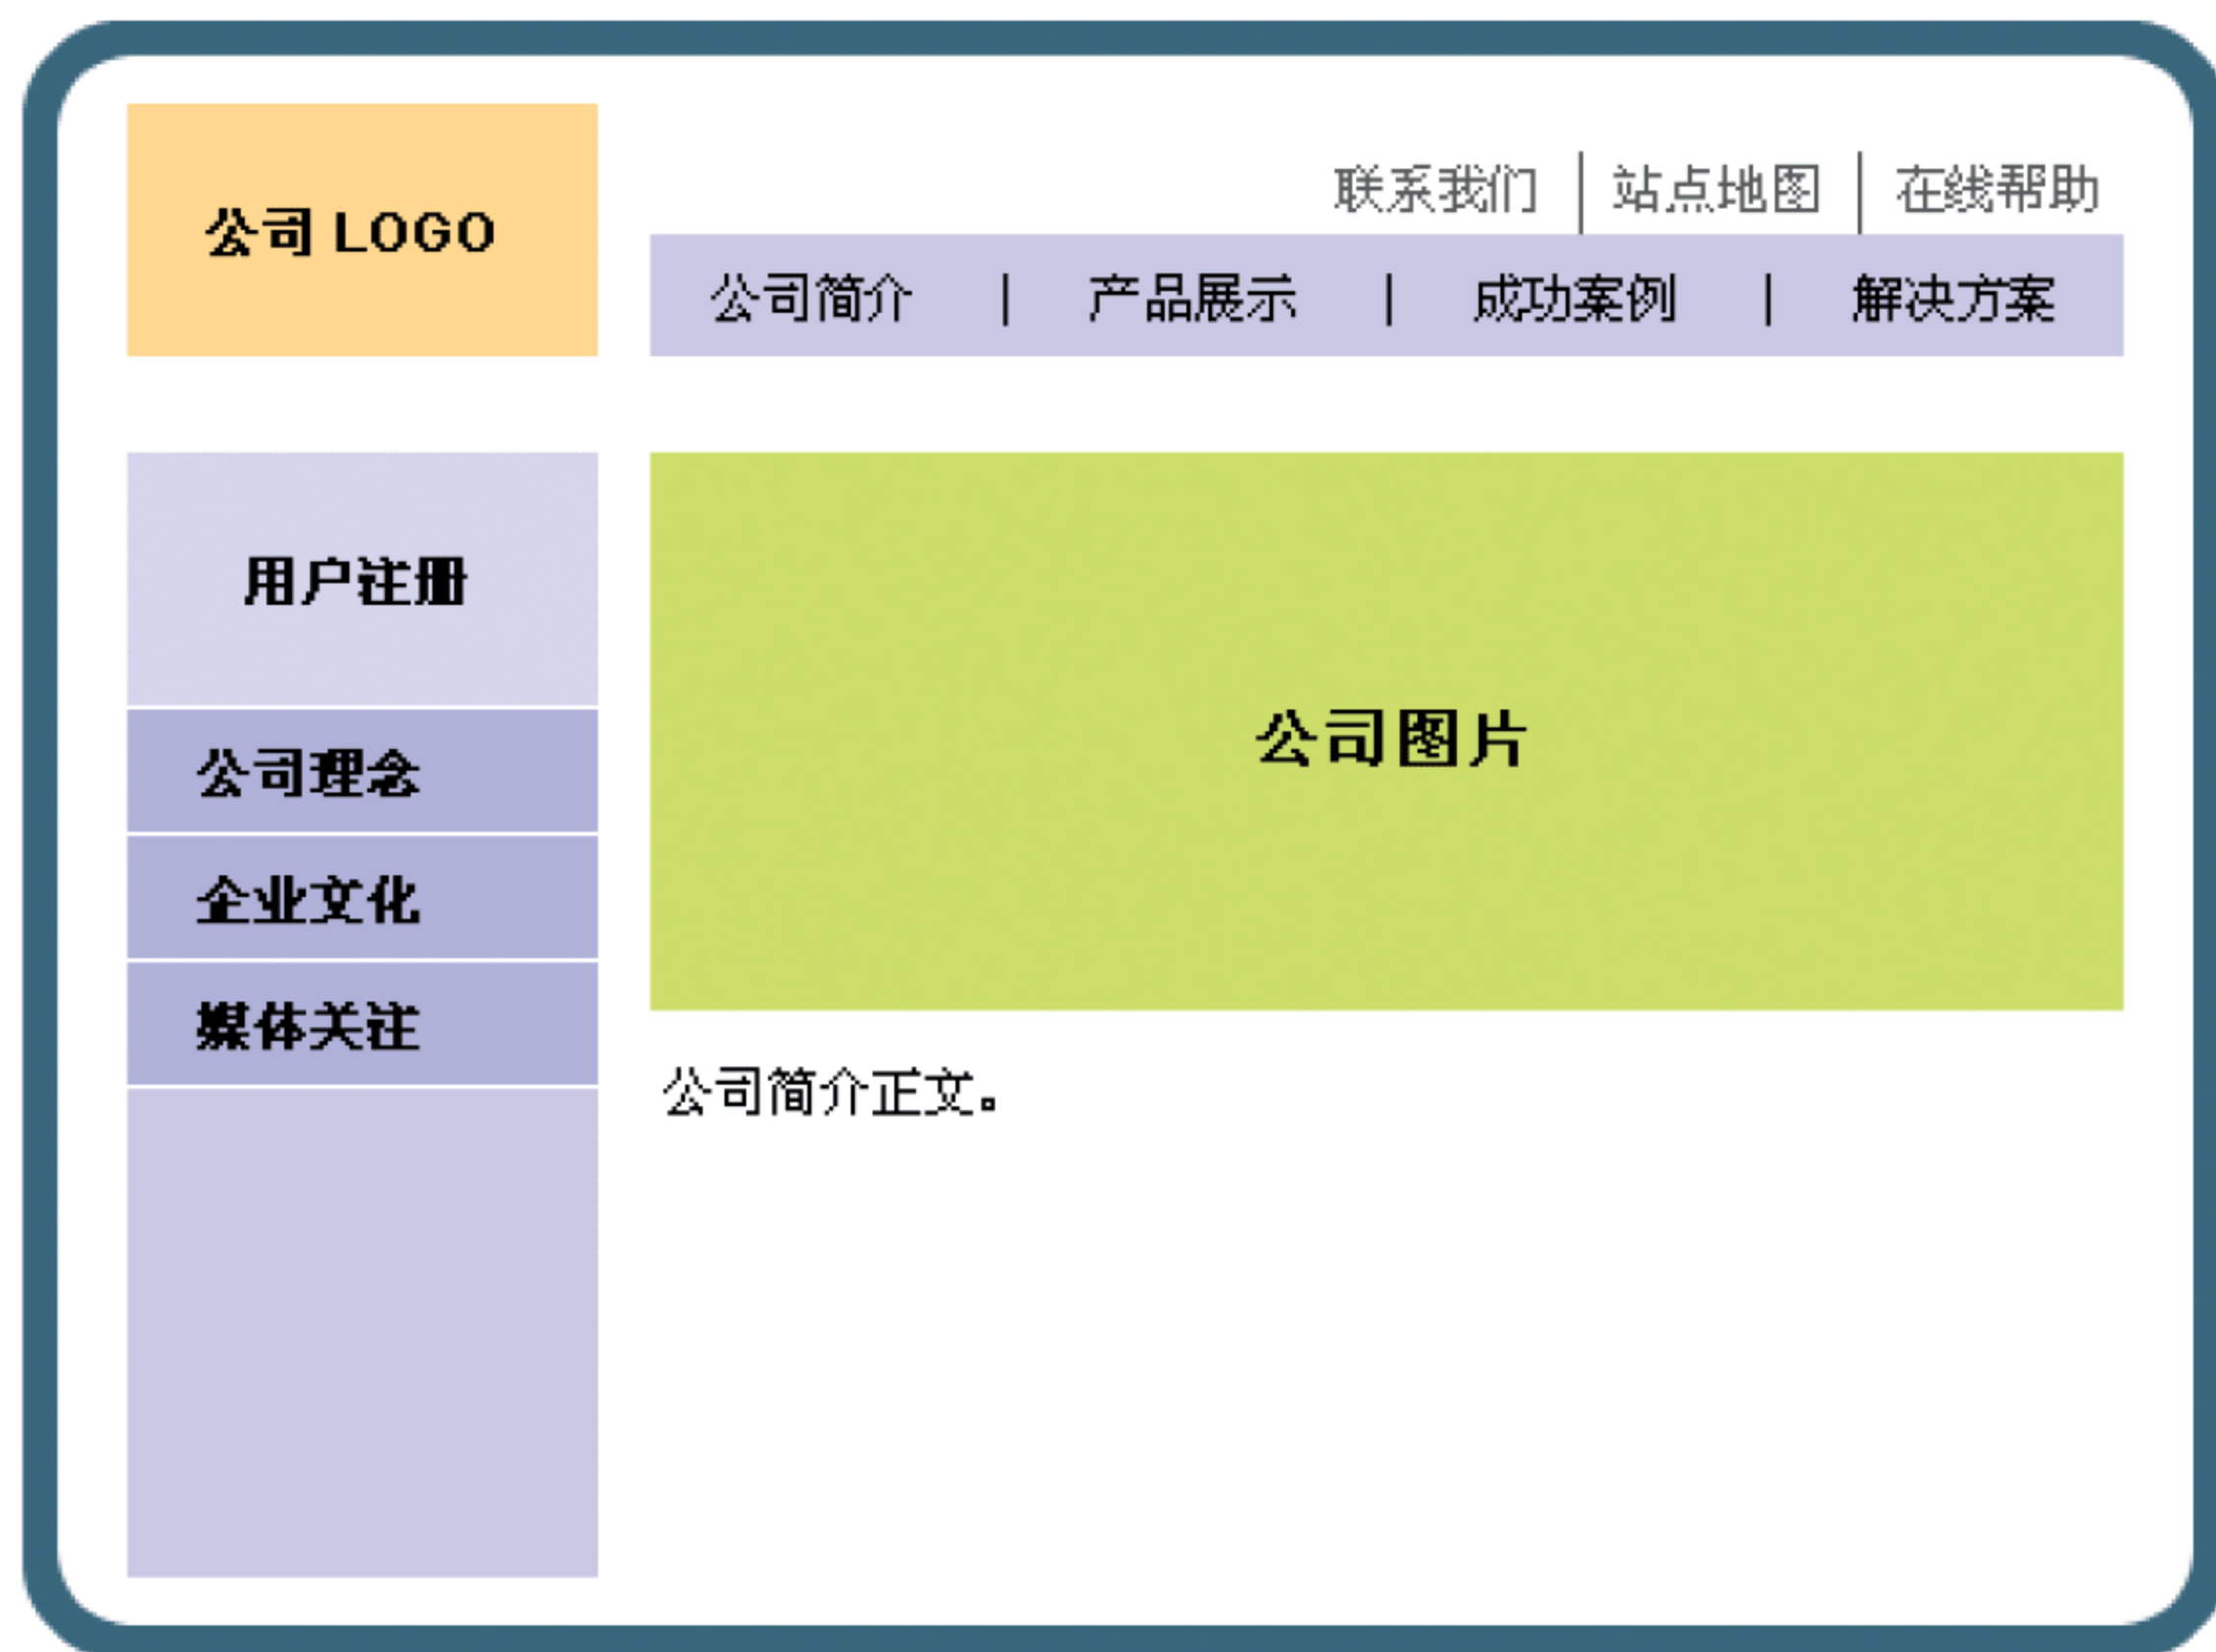 公司 LOGO
联系我们 | 站点地图 | 在线帮助
公司简介 | 产品展示 | 成功案例 | 解决方案
用户注册
公司理念
企业文化
媒体关注
公司图片
公司简介正文。